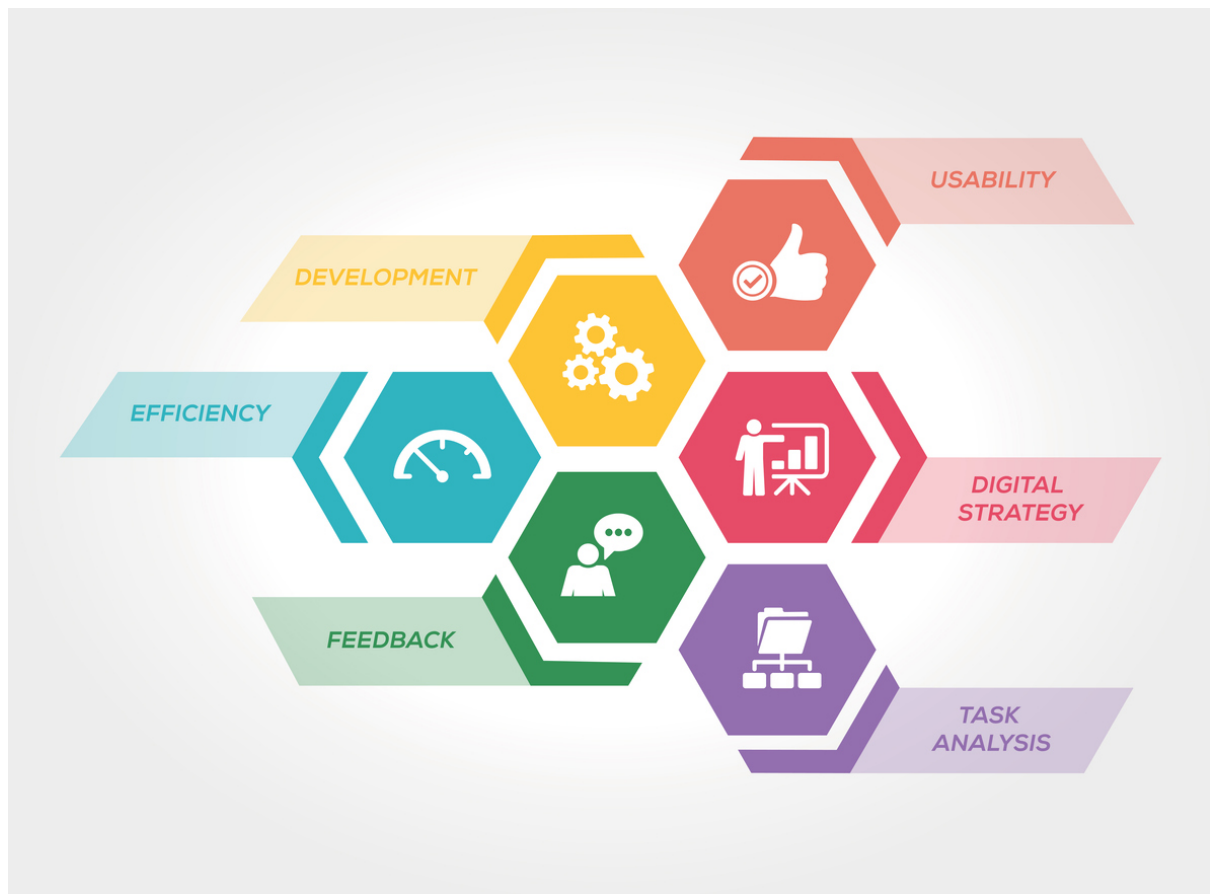 USABILITY
DEVELOPMENT
EFFICIENCY
DIGITAL
STRATEGY
FEEDBACK
TASK
ANALYSIS